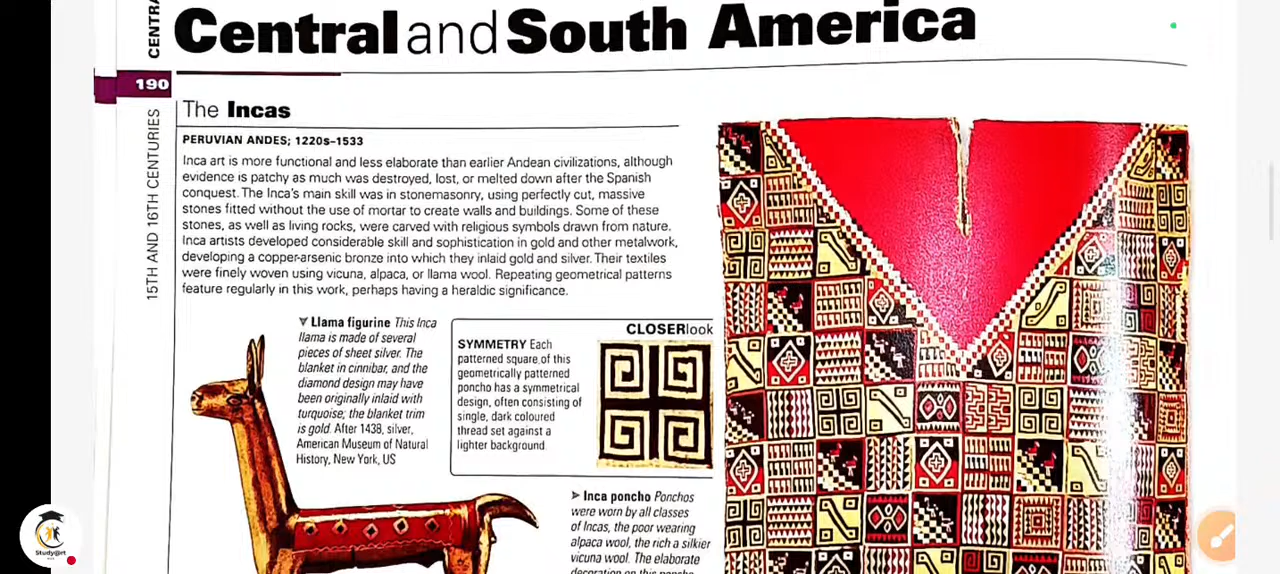 CENTRA
Central and South America
190
15TH AND 16TH CENTURIES
The Incas
PERUVIAN ANDES; 1220s–1533
Inca art is more functional and less elaborate than earlier Andean civilizations, although
evidence is patchy as much was destroyed, lost, or melted down after the Spanish
conquest. The Inca's main skill was in stonemasonry, using perfectly cut, massive
stones fitted without the use of mortar to create walls and buildings. Some of these
stones, as well as living rocks, were carved with religious symbols drawn from nature.
Inca artists developed considerable skill and sophistication in gold and other metalwork,
developing a copper-arsenic bronze into which they inlaid gold and silver. Their textiles
were finely woven using vicuna, alpaca, or llama wool. Repeating geometrical patterns
feature regularly in this work, perhaps having a heraldic significance.
Llama figurine This Inca
llama is made of several
pieces of sheet silver. The
blanket in cinnibar, and the
diamond design may have
been originally inlaid with
turquoise; the blanket trim
is gold. After 1438, silver,
American Museum of Natural
History, New York, US
CLOSERlook
SYMMETRY Each
patterned square of this
geometrically patterned
poncho has a symmetrical
design, often consisting of
single, dark coloured
thread set against a
lighter background
Inca poncho Ponchos
were worn by all classes
of Incas, the poor wearing
alpaca wool, the rich a silkier
vicuna wool. The elaborate
decoration on this poncho
Study@rt